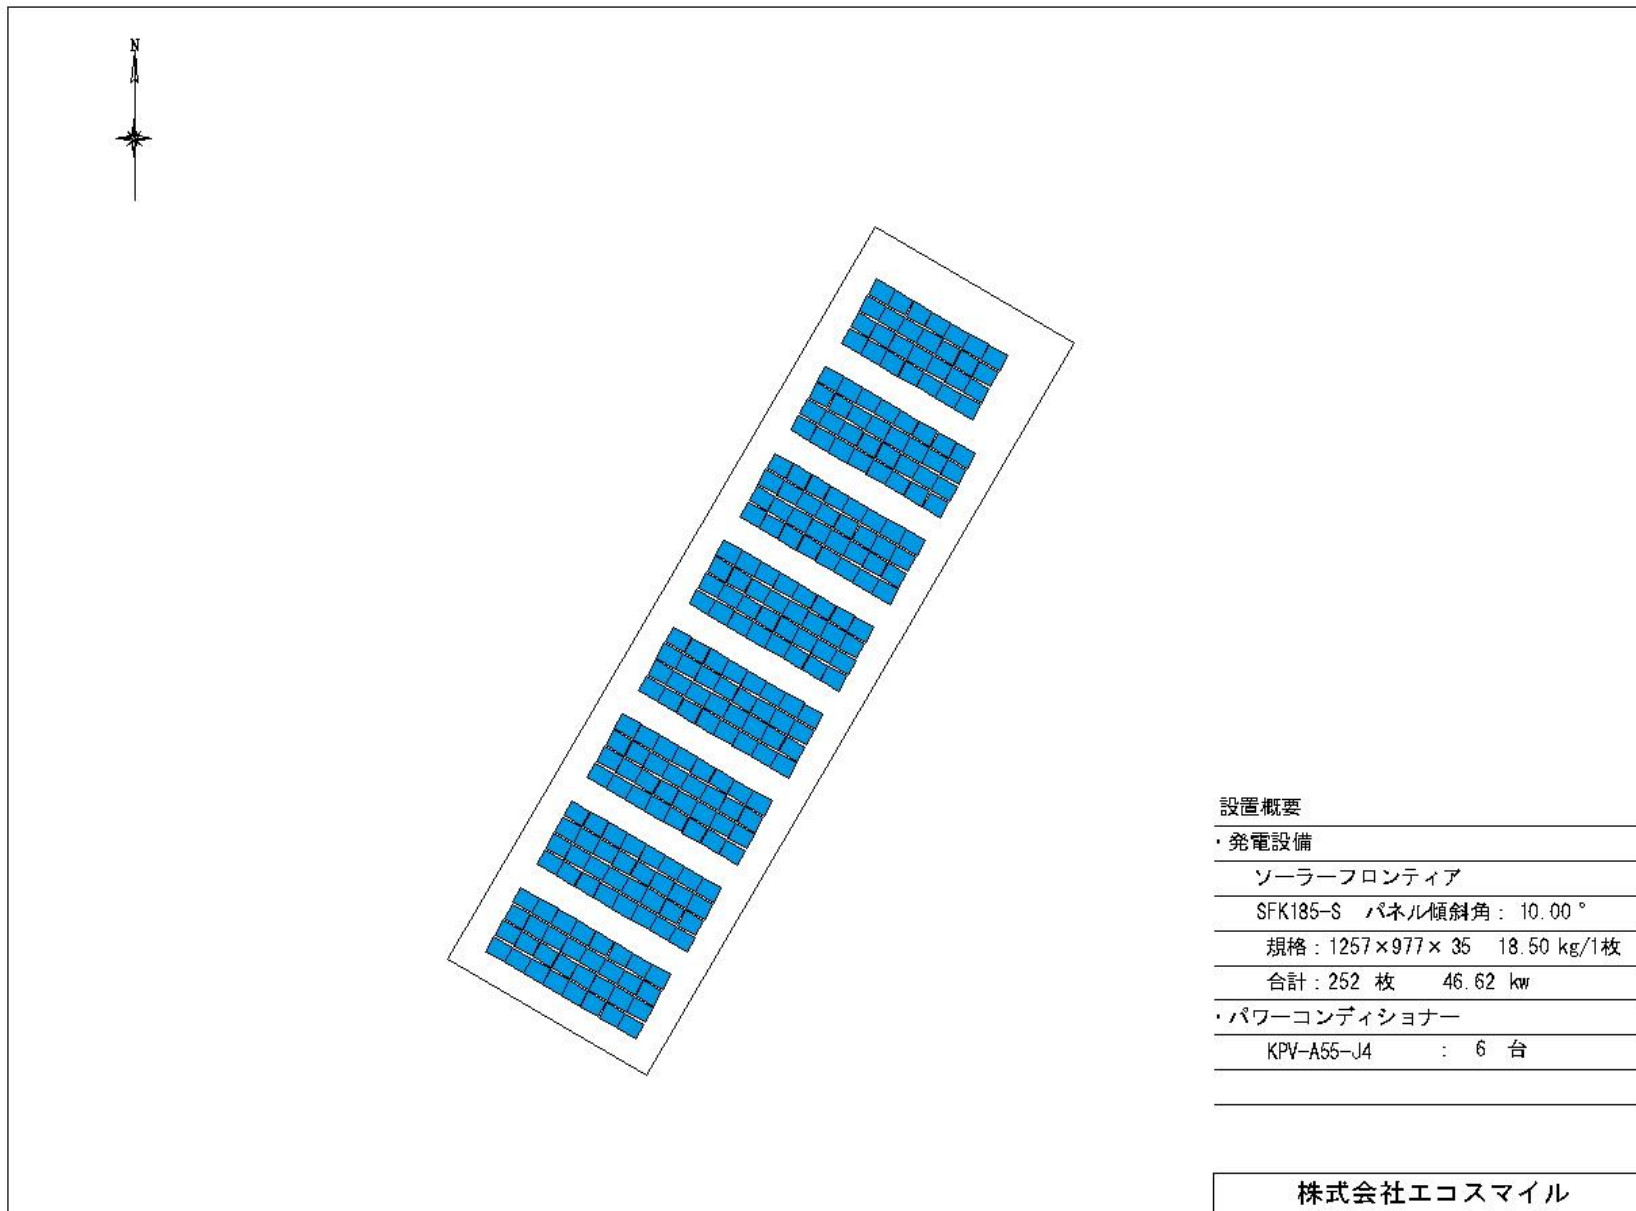 N
設置概要
・発電設備
ソーラーフロンティア
SFK185-S パネル傾斜角：10.00°
規格：1257×977×35 18.50 kg/1枚
合計：252 枚 46.62 kw
・パワーコンディショナー
KPV-A55-J4 ： 6 台
株式会社エコスマイル